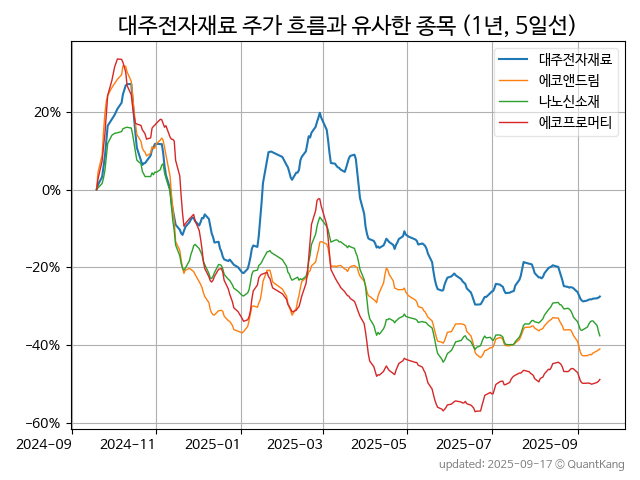 대주전자재료 주가 흐름과 유사한 종목 (1년, 5일선)
대주전자재료
에코앤드림
나노신소재
에코프로머티
20%
0%
−20%
−40%
−60%
2024-09 2024-11 2025-01 2025-03 2025-05 2025-07 2025-09
updated: 2025-09-17 © QuantKang